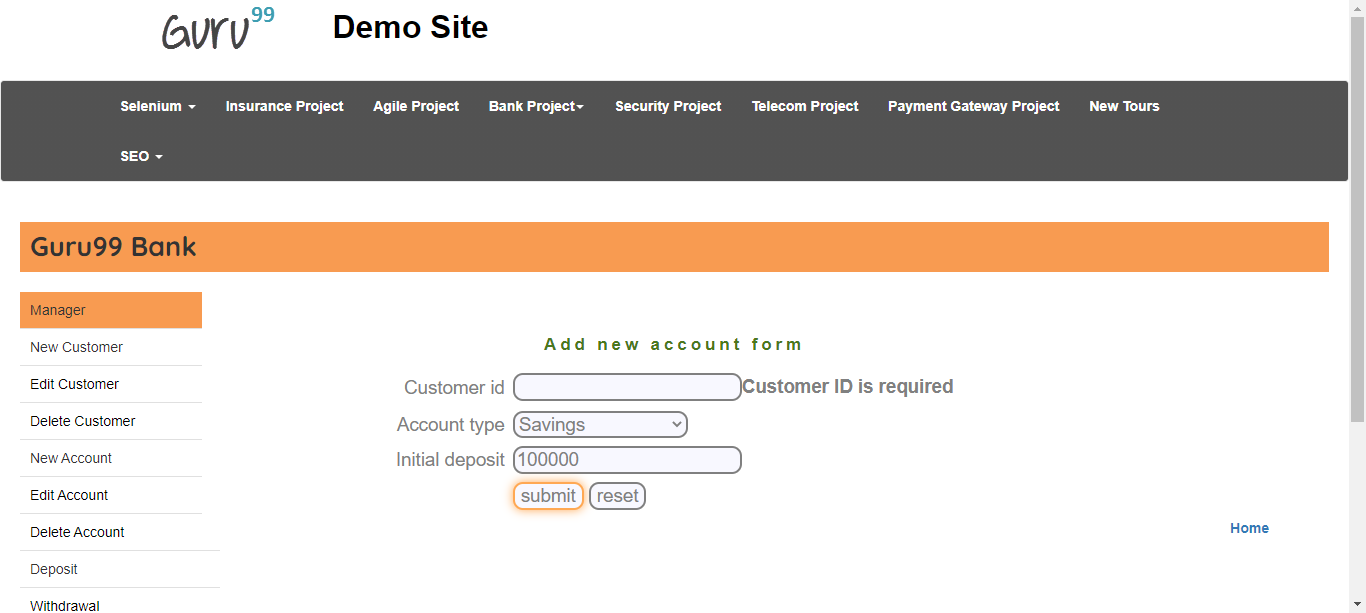 Guru99 Demo Site
Selenium Insurance Project Agile Project Bank Project Security Project Telecom Project Payment Gateway Project New Tours
SEO
Guru99 Bank
Manager
New Customer
Edit Customer
Delete Customer
New Account
Edit Account
Delete Account
Deposit
Withdrawal
Add new account form
Customer id Customer ID is required
Account type Savings
Initial deposit 100000
submit reset
Home